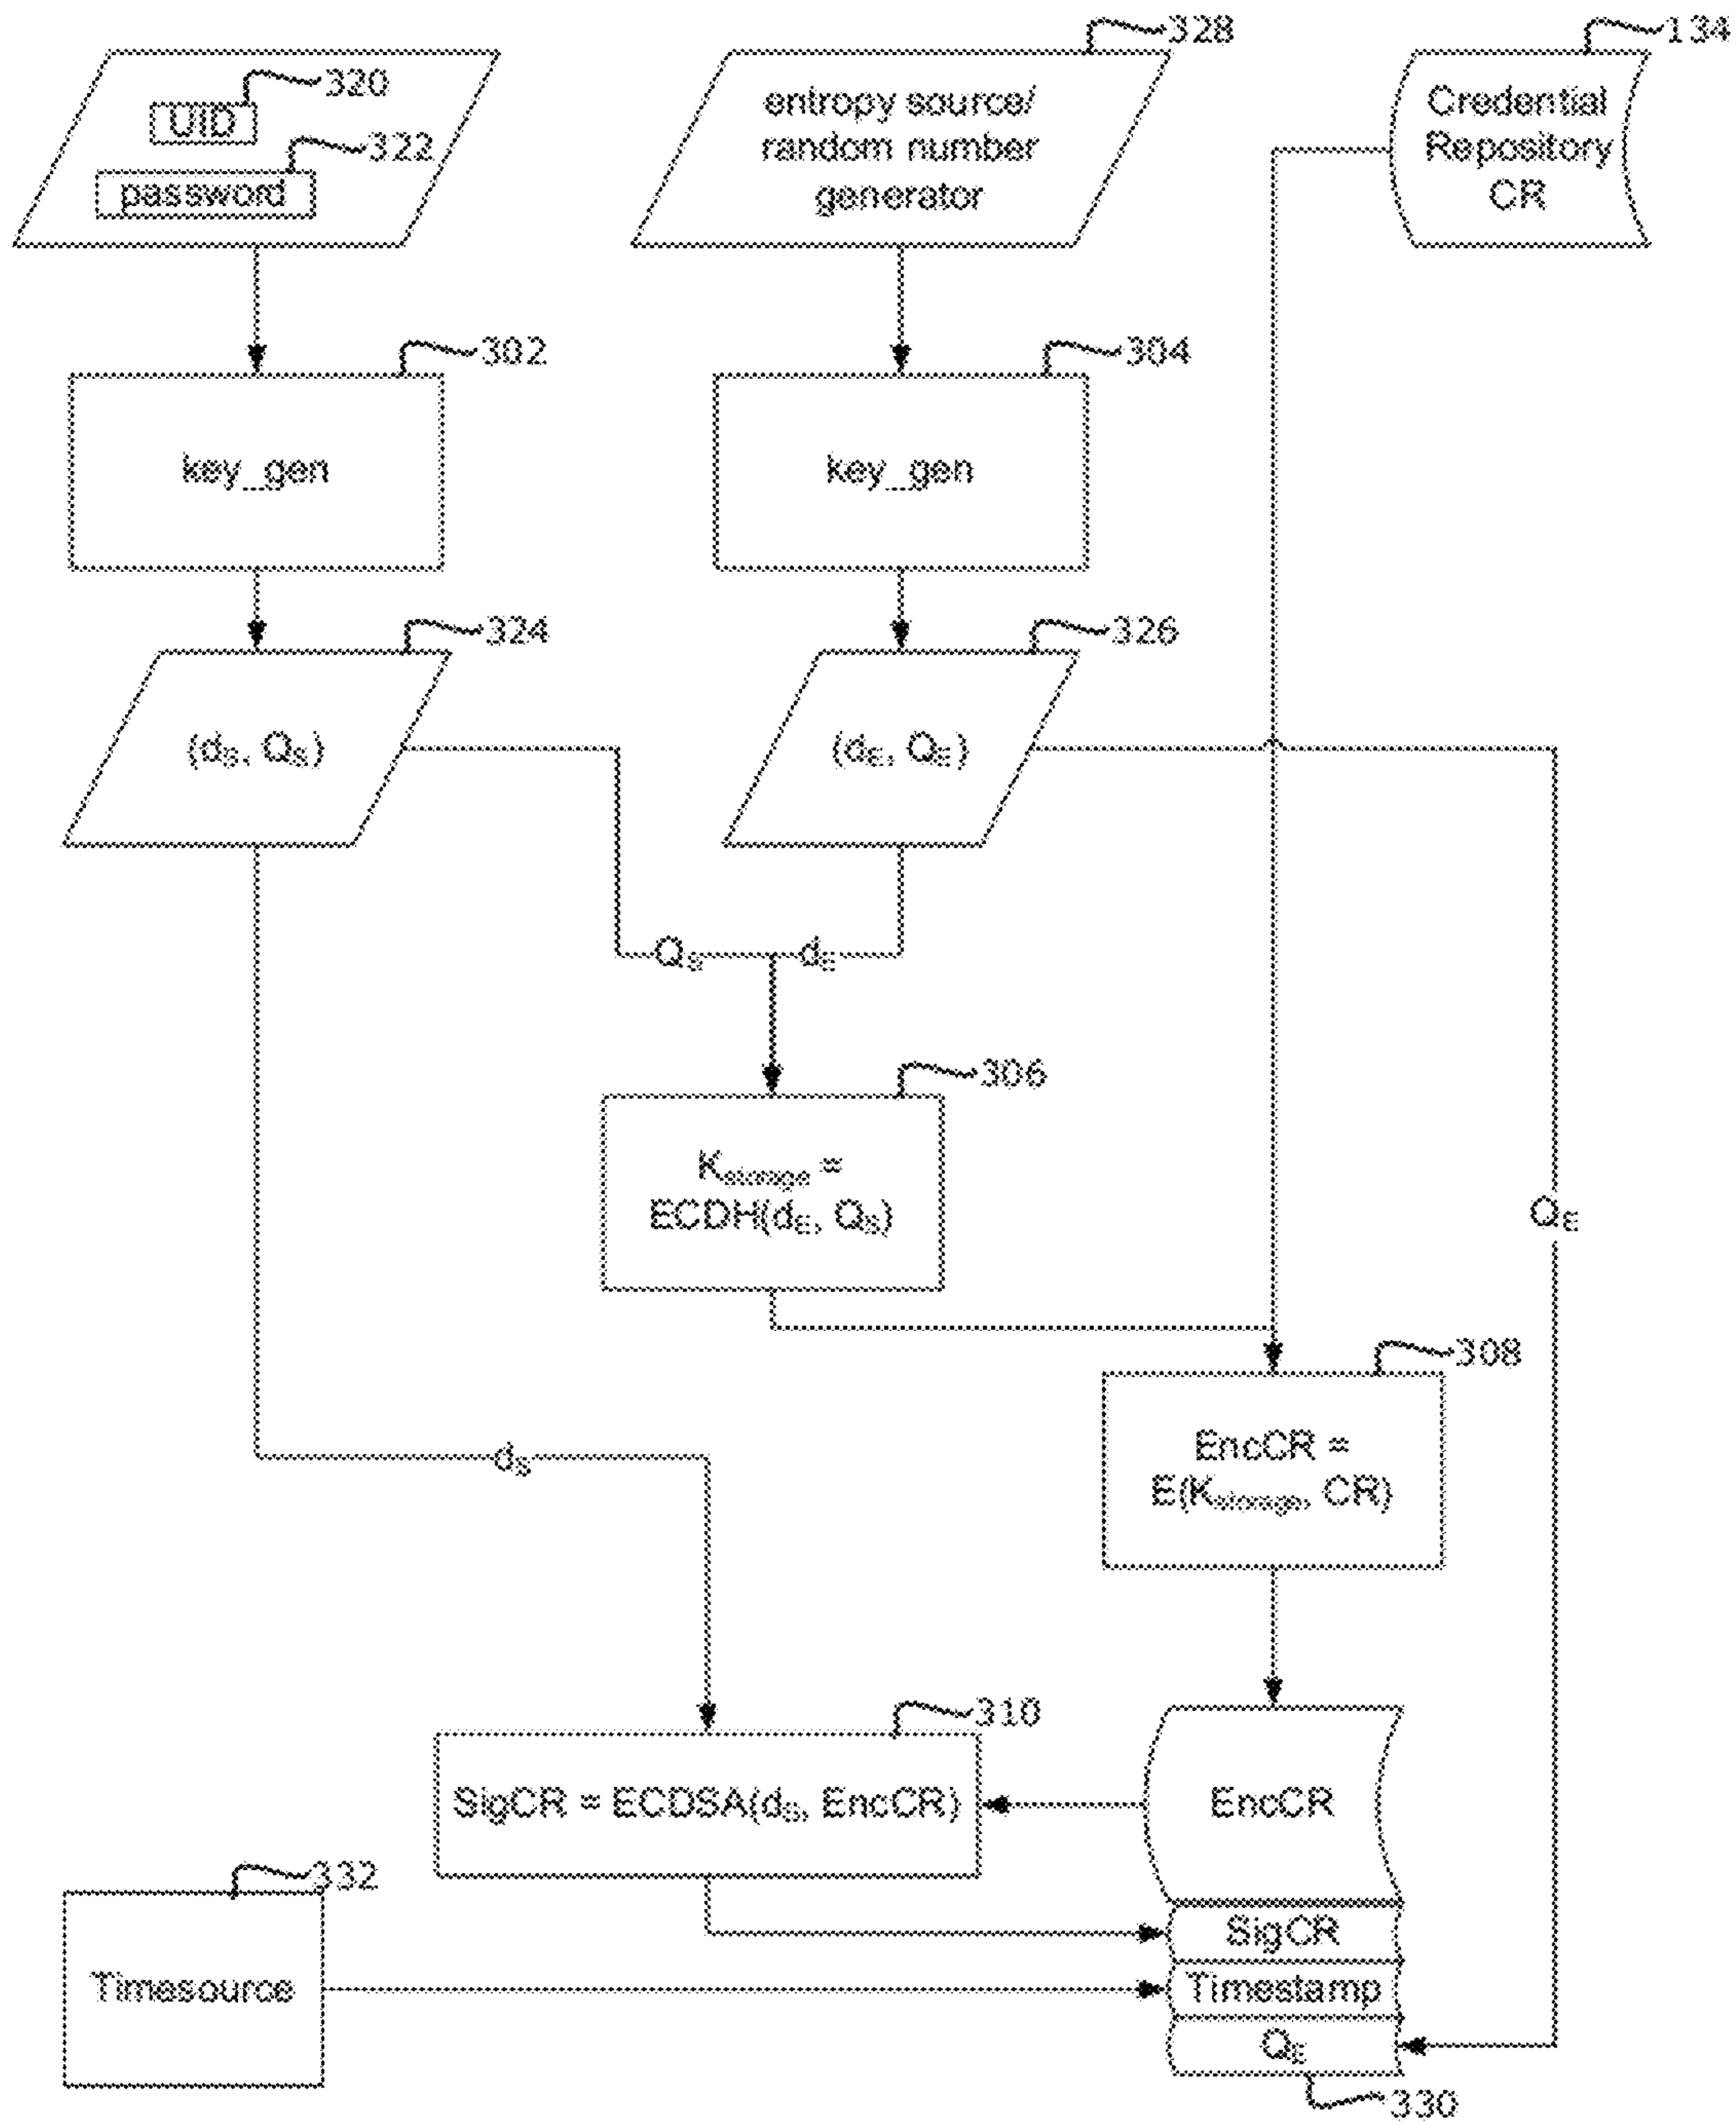 328
134
320
UID
322
password
entropy source/
random number
generator
Credential
Repository
CR
302
304
key_gen
key_gen
324
326
(dS, QS)
(dE, QE)
QS
dE
306
Kstorage =
ECDH(dE, QS)
QE
308
EncCR =
E(Kstorage, CR)
dS
310
SigCR = ECDSA(dS, EncCR)
EncCR
332
SigCR
Timesource
Timestamp
QE
330